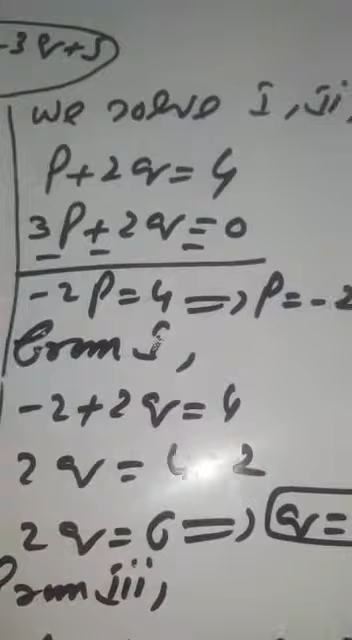 -3q+5
we solve I, ii,
P+2q=4
3P+2q=0
- - =
-2P=4=>P=-2
from I,
-2+2q=4
2q=4 2
2q=6=>q=
From iii,